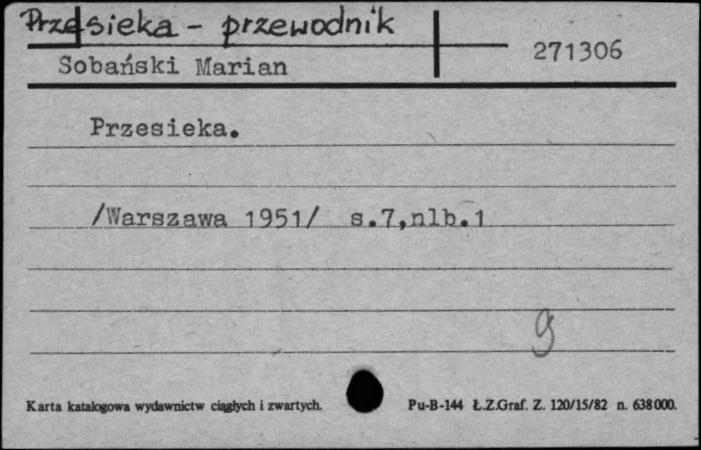 Przesieka - przewodnik
Sobański Marian
271306
Przesieka.
/Warszawa 1951/ s.7,nlb.1
g
Karta katalogowa wydawnictw ciągłych i zwartych.
Pu-B-144 Ł.Z.Graf. Z. 120/15/82 n. 638000.